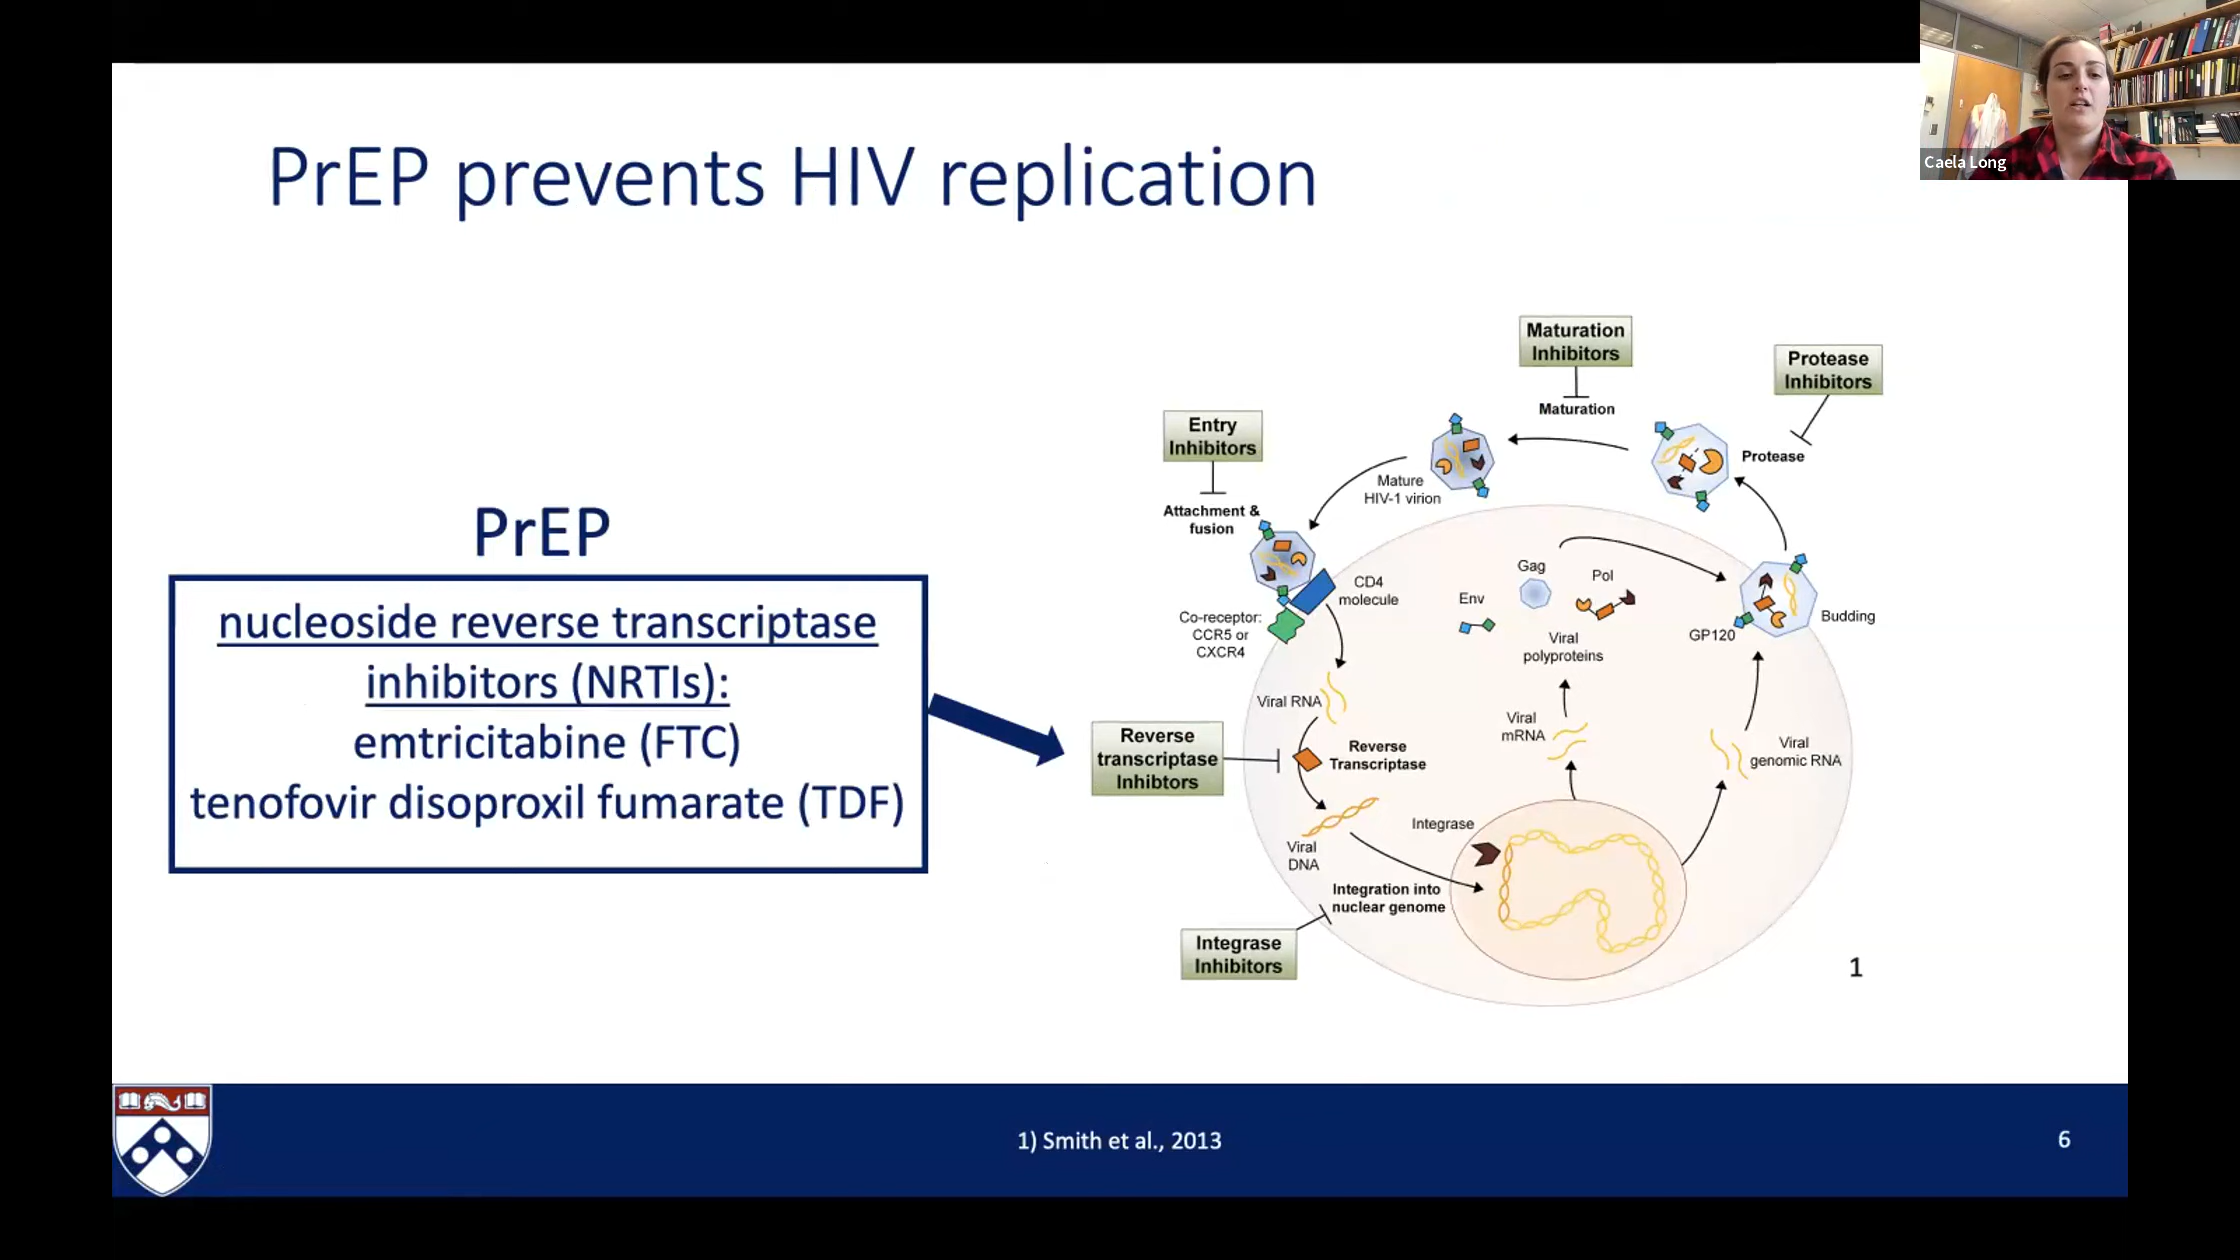 Caela Long
PrEP prevents HIV replication
PrEP
nucleoside reverse transcriptase
inhibitors (NRTIs):
emtricitabine (FTC)
tenofovir disoproxil fumarate (TDF)
Maturation
Inhibitors
Maturation
Protease
Inhibitors
Protease
Entry
Inhibitors
Attachment &
fusion
Mature
HIV-1 virion
CD4
molecule
Co-receptor:
CCR5 or
CXCR4
Gag
Pol
Env
Viral
polyproteins
GP120
Budding
Viral RNA
Reverse
transcriptase
Inhibtors
Reverse
Transcriptase
Viral
mRNA
Viral
genomic RNA
Viral
DNA
Integrase
Integration into
nuclear genome
Integrase
Inhibitors
1
1) Smith et al., 2013
6